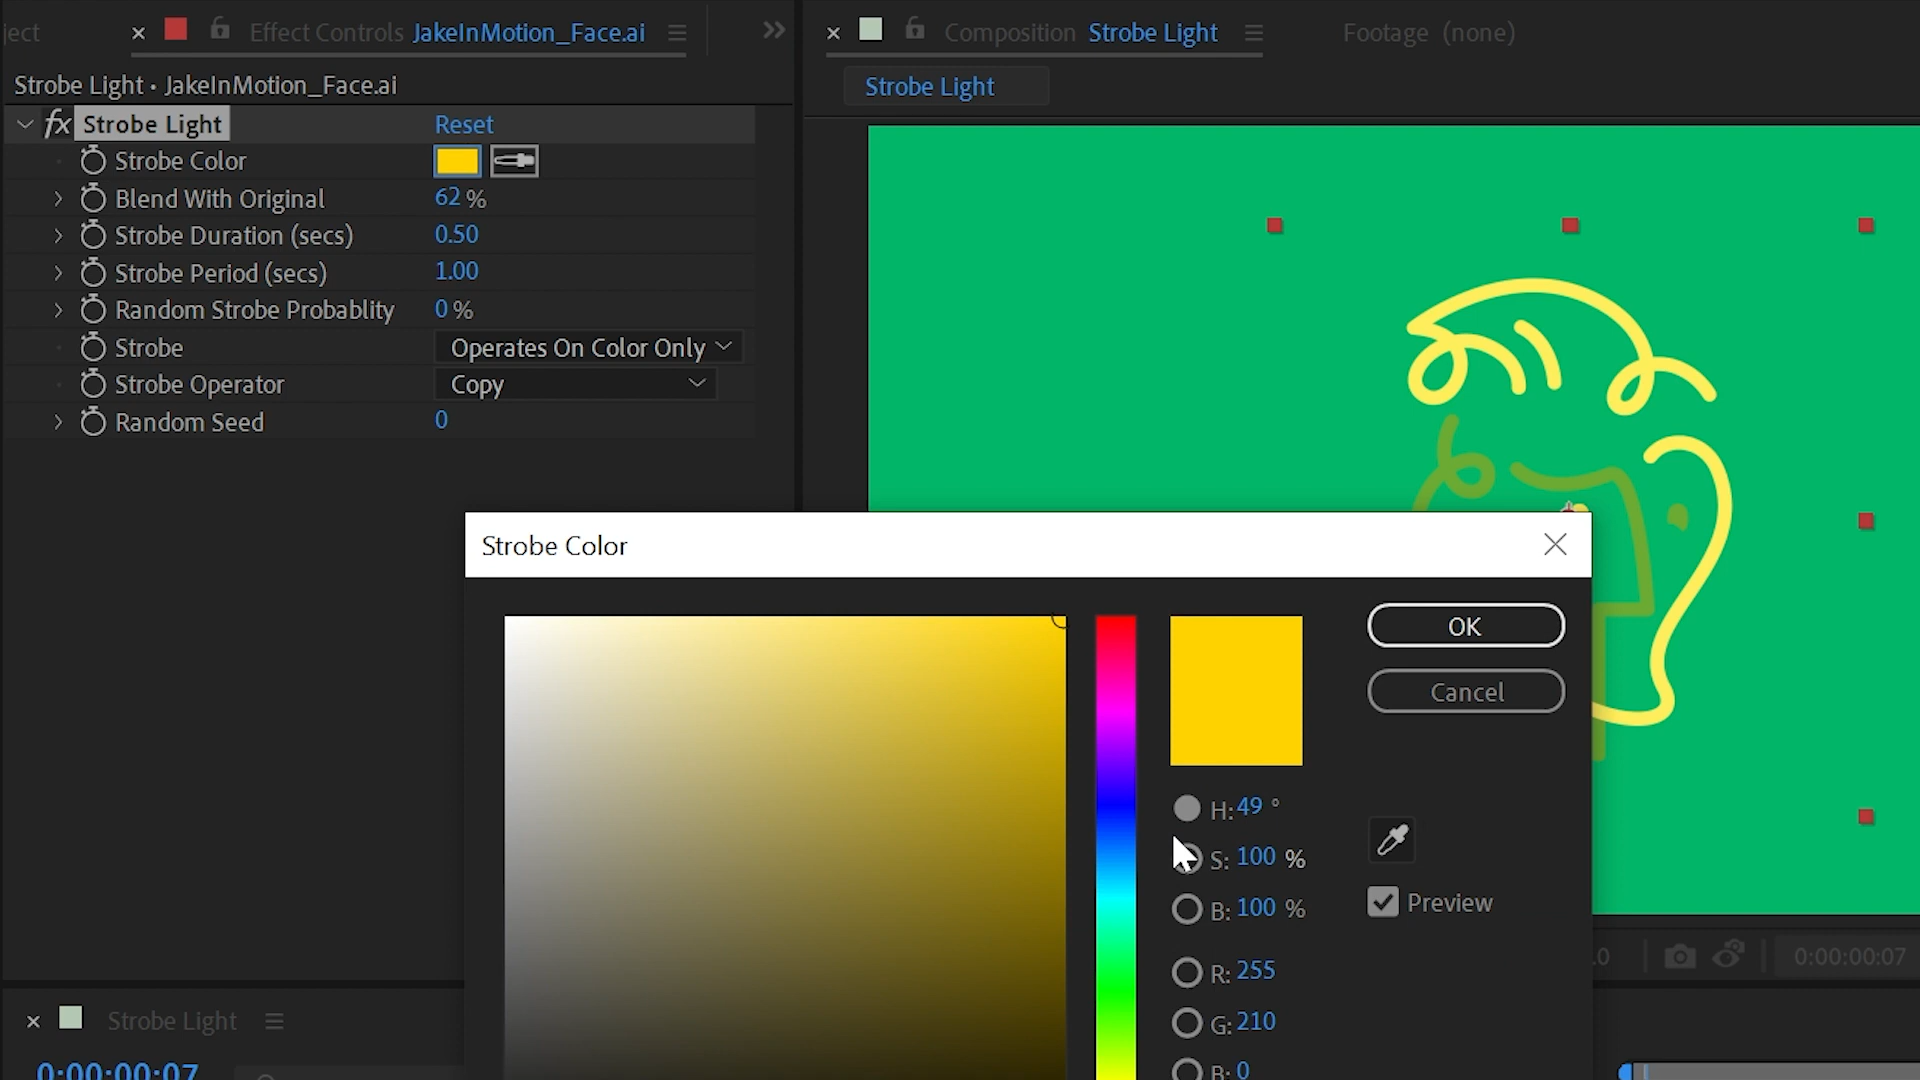 ject
× Effect Controls JakeInMotion_Face.ai
Strobe Light • JakeInMotion_Face.ai
fx Strobe Light Reset
Strobe Color
Blend With Original 62 %
Strobe Duration (secs) 0.50
Strobe Period (secs) 1.00
Random Strobe Probablity 0 %
Strobe Operates On Color Only
Strobe Operator Copy
Random Seed 0
× Composition Strobe Light
Footage (none)
Strobe Light
Strobe Color
OK
Cancel
H: 49 °
S: 100 %
B: 100 %
R: 255
G: 210
B: 0
Preview
.0
0:00:00:07
× Strobe Light
0:00:00:07